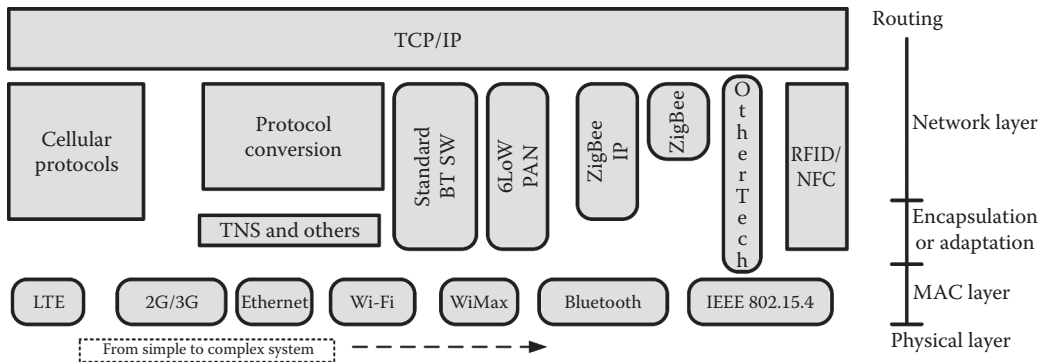 TCP/IP
Routing
Cellular
protocols
Protocol
conversion
TNS and others
Standard
BT SW
6LoW
PAN
ZigBee
IP
ZigBee
OtherTech
RFID/
NFC
Network layer
Encapsulation
or adaptation
LTE
2G/3G
Ethernet
Wi-Fi
WiMax
Bluetooth
IEEE 802.15.4
MAC layer
Physical layer
From simple to complex system